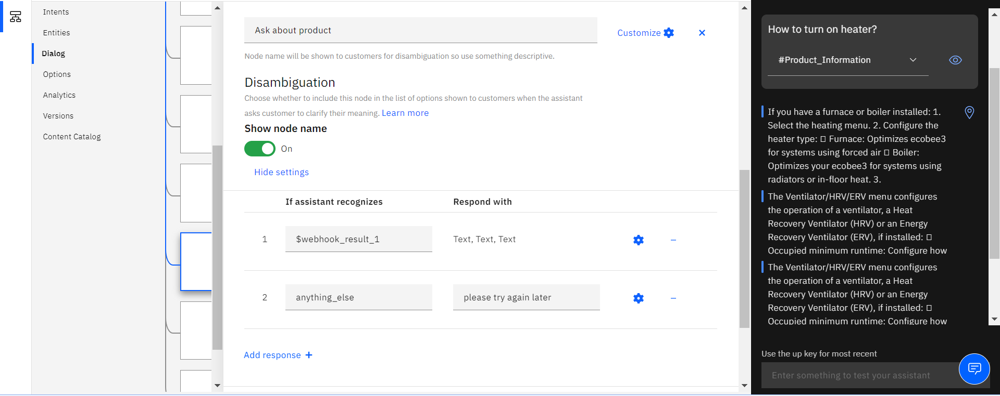 Intents
Entities
Dialog
Options
Analytics
Versions
Content Catalog
Ask about product
Customize
Node name will be shown to customers for disambiguation so use something descriptive.
Disambiguation
Choose whether to include this node in the list of options shown to customers when the assistant
asks customer to clarify their meaning. Learn more
Show node name
On
Hide settings
If assistant recognizes Respond with
1 $webhook_result_1 Text, Text, Text
2 anything_else please try again later
Add response +
How to turn on heater?
#Product_Information
If you have a furnace or boiler installed: 1.
Select the heating menu. 2. Configure the
heater type: 
 Furnace: Optimizes ecobee3
for systems using forced air  Boiler:
Optimizes your ecobee3 for systems using
radiators or in-floor heat. 3.
The Ventilator/HRV/ERV menu configures
the operation of a ventilator, a Heat
Recovery Ventilator (HRV) or an Energy
Recovery Ventilator (ERV), if installed: 
Occupied minimum runtime: Configure how
The Ventilator/HRV/ERV menu configures
the operation of a ventilator, a Heat
Recovery Ventilator (HRV) or an Energy
Recovery Ventilator (ERV), if installed: 
Occupied minimum runtime: Configure how
Use the up key for most recent
Enter something to test your assistant